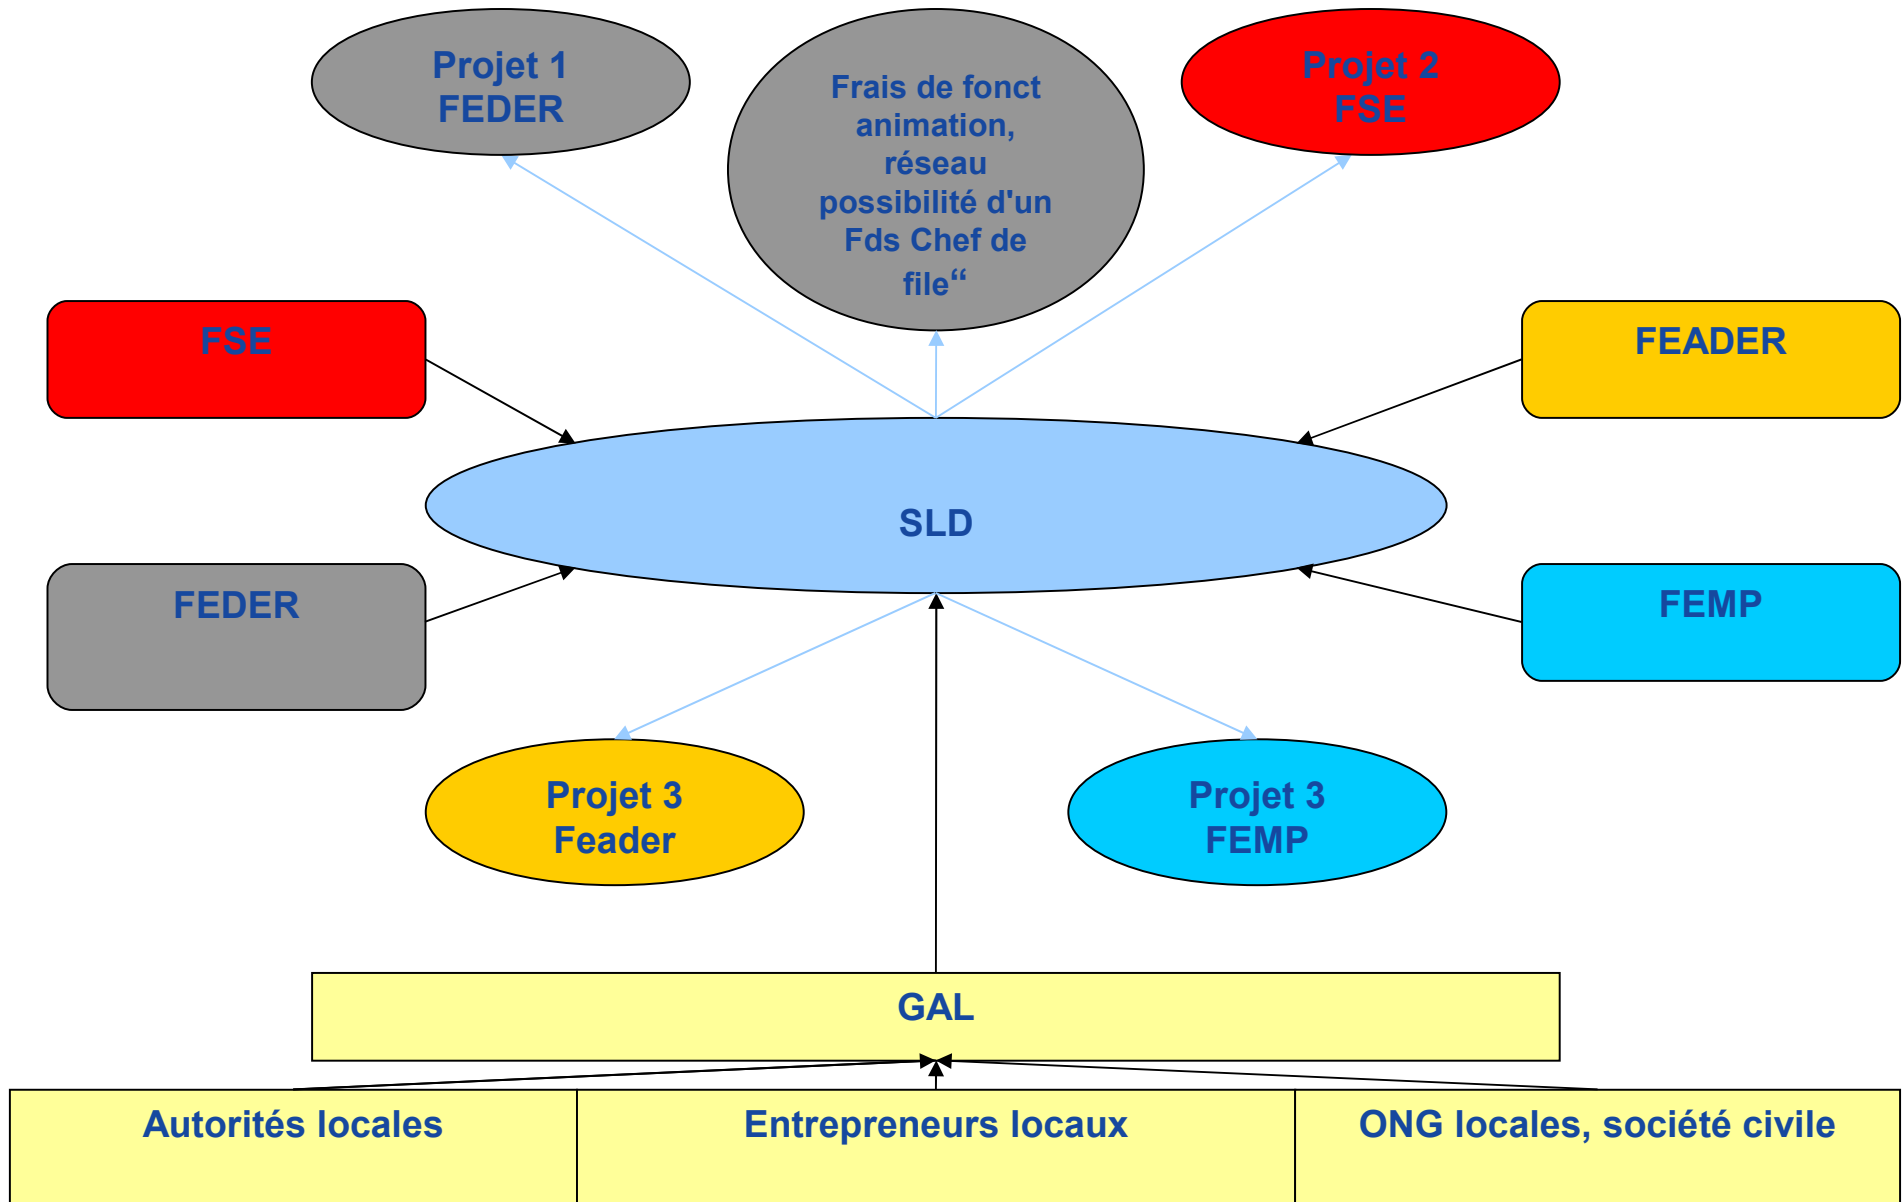 Projet 1
FEDER
Frais de fonct
animation,
réseau
possibilité d'un
Fds Chef de
file“
Projet 2
FSE
FSE
FEADER
SLD
FEDER
FEMP
Projet 3
Feader
Projet 3
FEMP
GAL
Autorités locales
Entrepreneurs locaux
ONG locales, société civile